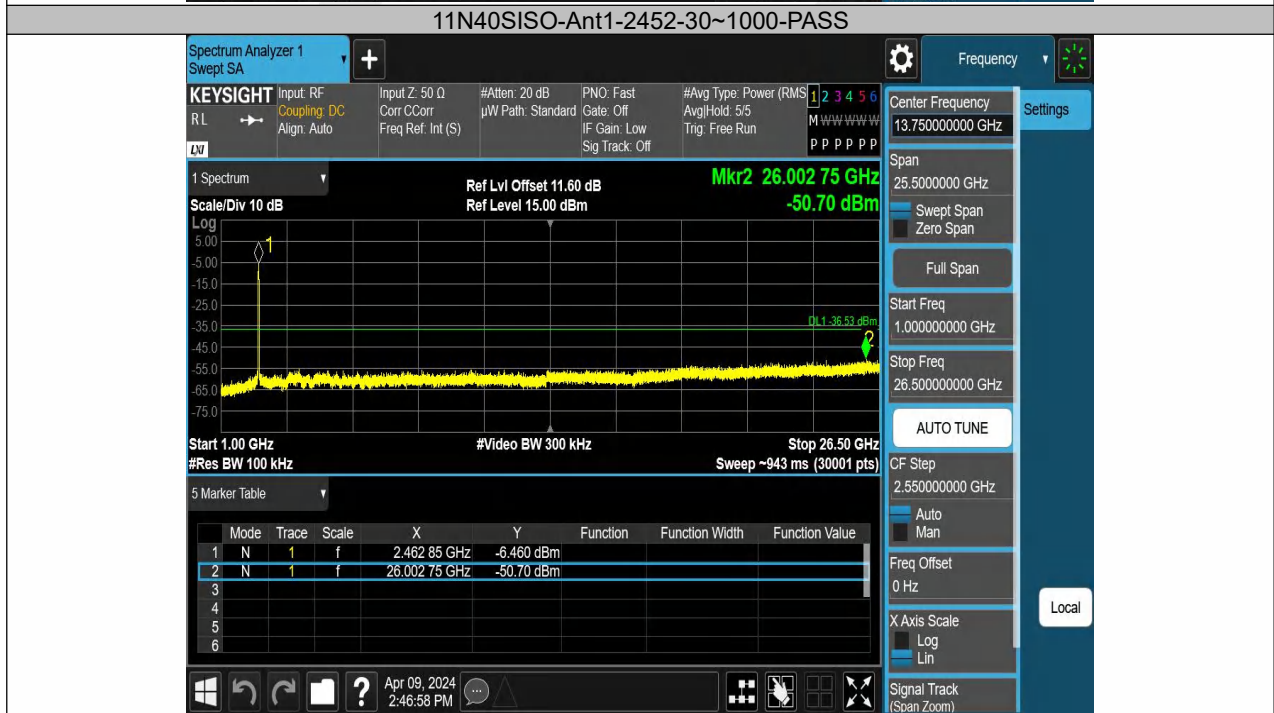 11N40SISO-Ant1-2452-30~1000-PASS
Spectrum Analyzer 1
Swept SA
+
Frequency
KEYSIGHT
RL
LXI
Input: RF
Coupling: DC
Align: Auto
Input Z: 50 Ω
Corr CCorr
Freq Ref: Int (S)
#Atten: 20 dB
µW Path: Standard
PNO: Fast
Gate: Off
IF Gain: Low
Sig Track: Off
#Avg Type: Power (RMS
Avg|Hold: 5/5
Trig: Free Run
1 2 3 4 5 6
M W W W W W
P P P P P P
1 Spectrum
Scale/Div 10 dB
Ref Lvl Offset 11.60 dB
Ref Level 15.00 dBm
Mkr2 26.002 75 GHz
-50.70 dBm
Log
5.00
-5.00
-15.0
-25.0
-35.0
-45.0
-55.0
-65.0
-75.0
1
DL1 -36.53 dBm
2
Start 1.00 GHz
#Video BW 300 kHz
Stop 26.50 GHz
#Res BW 100 kHz
Sweep ~943 ms (30001 pts)
5 Marker Table
Mode Trace Scale X Y Function Function Width Function Value
1 N 1 f 2.462 85 GHz -6.460 dBm
2 N 1 f 26.002 75 GHz -50.70 dBm
3
4
5
6
Center Frequency
13.750000000 GHz
Settings
Span
25.5000000 GHz
Swept Span
Zero Span
Full Span
Start Freq
1.000000000 GHz
Stop Freq
26.500000000 GHz
AUTO TUNE
CF Step
2.550000000 GHz
Auto
Man
Freq Offset
0 Hz
Local
X Axis Scale
Log
Lin
Signal Track
(Span Zoom)
?
Apr 09, 2024
2:46:58 PM